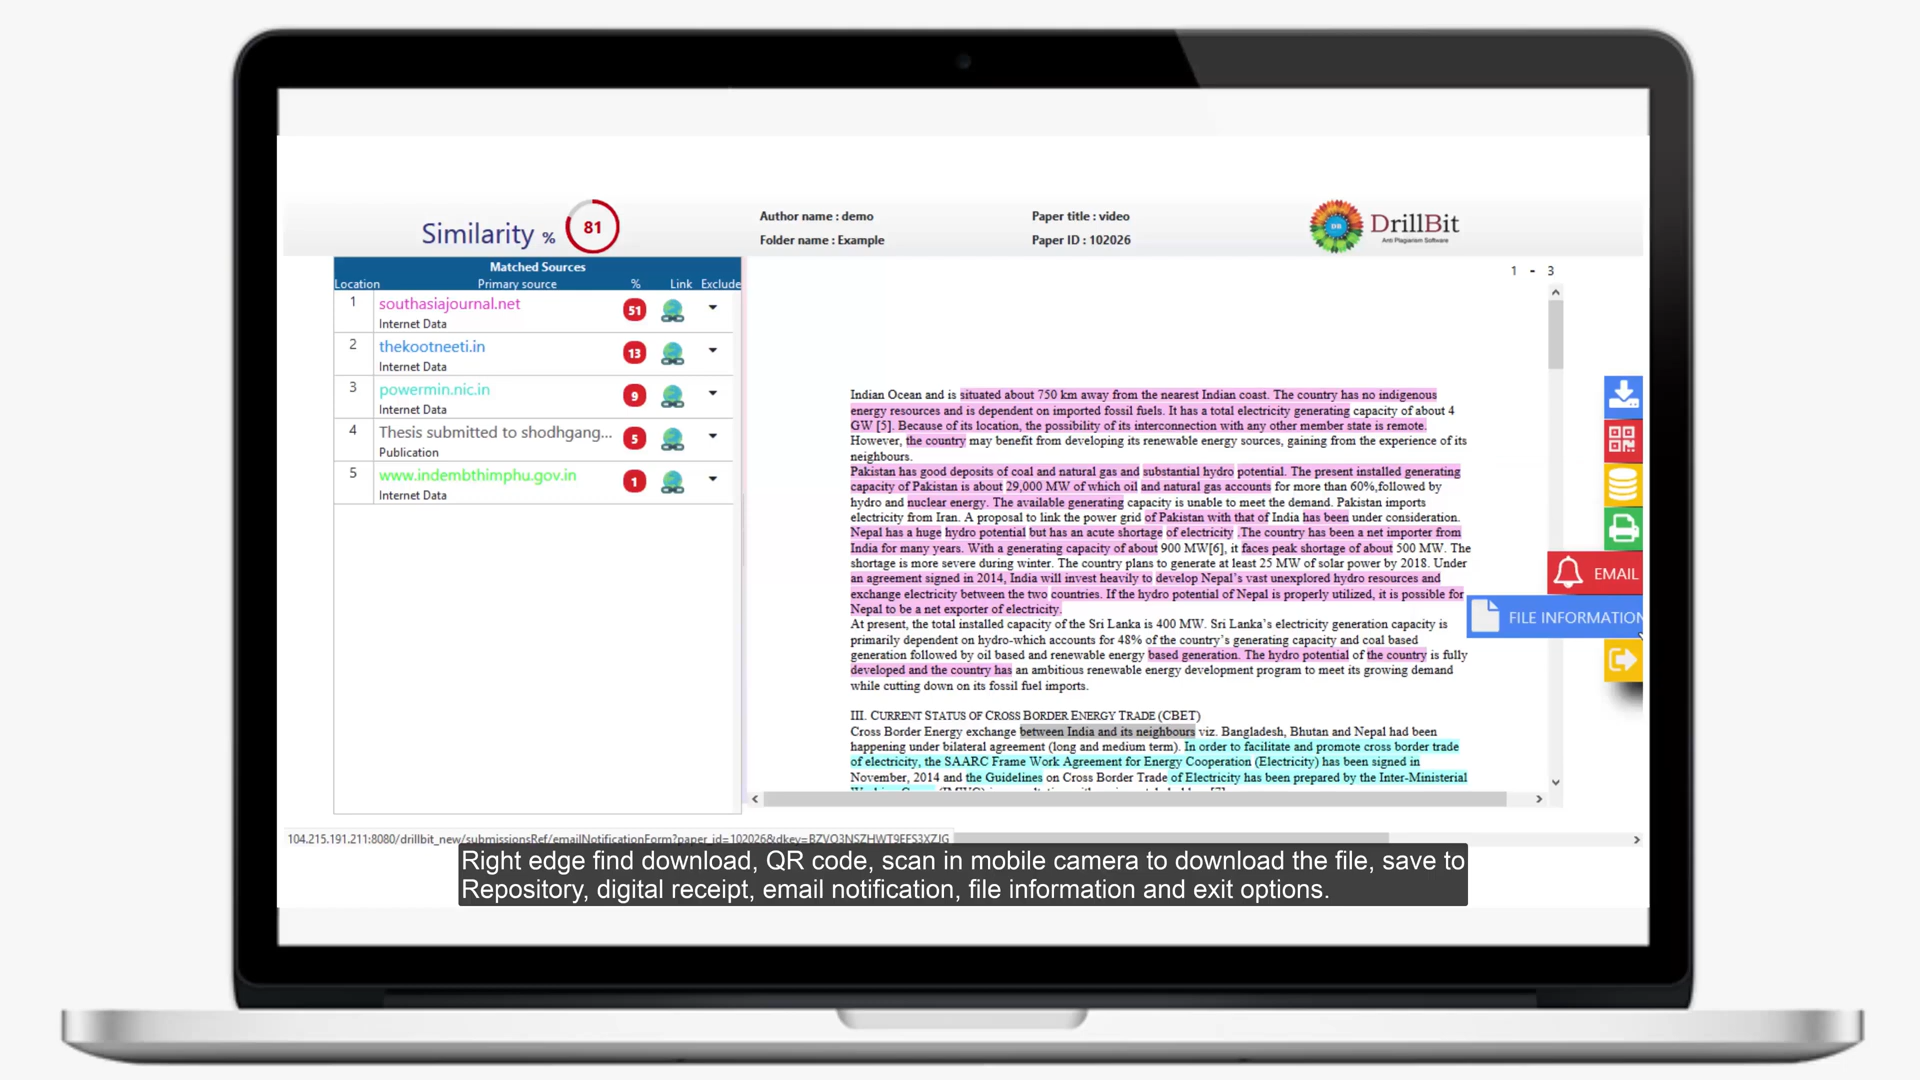 Similarity %
81
Author name : demo
Folder name : Example
Paper title : video
Paper ID : 102026
DB
DrillBit
Anti Plagiarism Software
Matched Sources
Location Primary source % Link Exclude
1 southasiajournal.net 51
Internet Data
2 thekootneeti.in 13
Internet Data
3 powermin.nic.in 9
Internet Data
4 Thesis submitted to shodhgang... 5
Publication
5 www.indembthimphu.gov.in 1
Internet Data
1 - 3
Indian Ocean and is situated about 750 km away from the nearest Indian coast. The country has no indigenous
energy resources and is dependent on imported fossil fuels. It has a total electricity generating capacity of about 4
GW [5]. Because of its location, the possibility of its interconnection with any other member state is remote.
However, the country may benefit from developing its renewable energy sources, gaining from the experience of its
neighbours.
Pakistan has good deposits of coal and natural gas and substantial hydro potential. The present installed generating
capacity of Pakistan is about 29,000 MW of which oil and natural gas accounts for more than 60%,followed by
hydro and nuclear energy. The available generating capacity is unable to meet the demand. Pakistan imports
electricity from Iran. A proposal to link the power grid of Pakistan with that of India has been under consideration.
Nepal has a huge hydro potential but has an acute shortage of electricity .The country has been a net importer from
India for many years. With a generating capacity of about 900 MW[6], it faces peak shortage of about 500 MW. The
shortage is more severe during winter. The country plans to generate at least 25 MW of solar power by 2018. Under
an agreement signed in 2014, India will invest heavily to develop Nepal's vast unexplored hydro resources and
exchange electricity between the two countries. If the hydro potential of Nepal is properly utilized, it is possible for
Nepal to be a net exporter of electricity.
At present, the total installed capacity of the Sri Lanka is 400 MW. Sri Lanka's electricity generation capacity is
primarily dependent on hydro-which accounts for 48% of the country's generating capacity and coal based
generation followed by oil based and renewable energy based generation. The hydro potential of the country is fully
developed and the country has an ambitious renewable energy development program to meet its growing demand
while cutting down on its fossil fuel imports.
III. CURRENT STATUS OF CROSS BORDER ENERGY TRADE (CBET)
Cross Border Energy exchange between India and its neighbours viz. Bangladesh, Bhutan and Nepal had been
happening under bilateral agreement (long and medium term). In order to facilitate and promote cross border trade
of electricity, the SAARC Frame Work Agreement for Energy Cooperation (Electricity) has been signed in
November, 2014 and the Guidelines on Cross Border Trade of Electricity has been prepared by the Inter-Ministerial
EMAIL
FILE INFORMATION
104.215.191.211:8080/drillbit_new/submissionsRef/emailNotificationForm?paper_id=102026&dkey=BZVO3NSZHWT9EFS3XZJG
Right edge find download, QR code, scan in mobile camera to download the file, save to
Repository, digital receipt, email notification, file information and exit options.